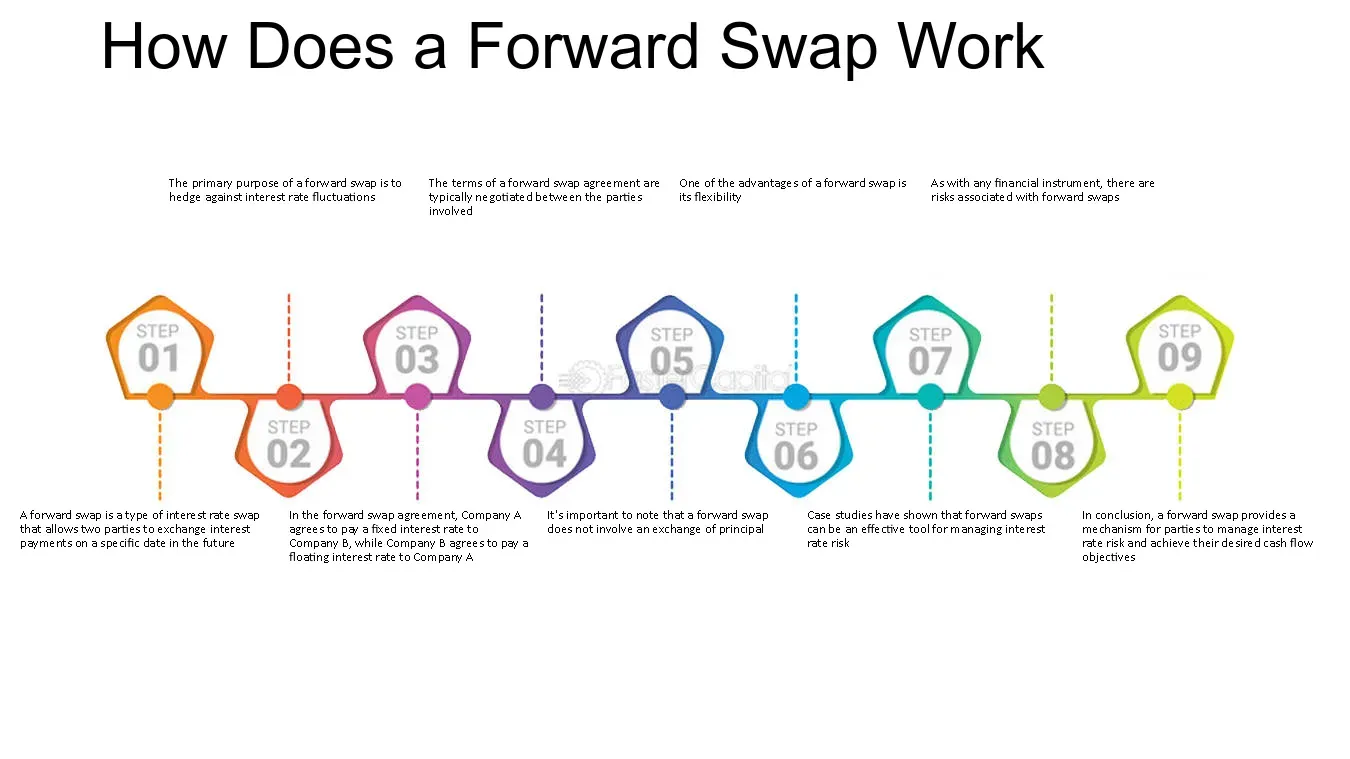 How Does a Forward Swap Work
The primary purpose of a forward swap is to
hedge against interest rate fluctuations
The terms of a forward swap agreement are
typically negotiated between the parties
involved
One of the advantages of a forward swap is
its flexibility
As with any financial instrument, there are
risks associated with forward swaps
STEP
01
STEP
02
STEP
03
STEP
04
STEP
05
STEP
06
STEP
07
STEP
08
STEP
09
FasterCapital
A forward swap is a type of interest rate swap
that allows two parties to exchange interest
payments on a specific date in the future
In the forward swap agreement, Company A
agrees to pay a fixed interest rate to
Company B, while Company B agrees to pay a
floating interest rate to Company A
It's important to note that a forward swap
does not involve an exchange of principal
Case studies have shown that forward swaps
can be an effective tool for managing interest
rate risk
In conclusion, a forward swap provides a
mechanism for parties to manage interest
rate risk and achieve their desired cash flow
objectives